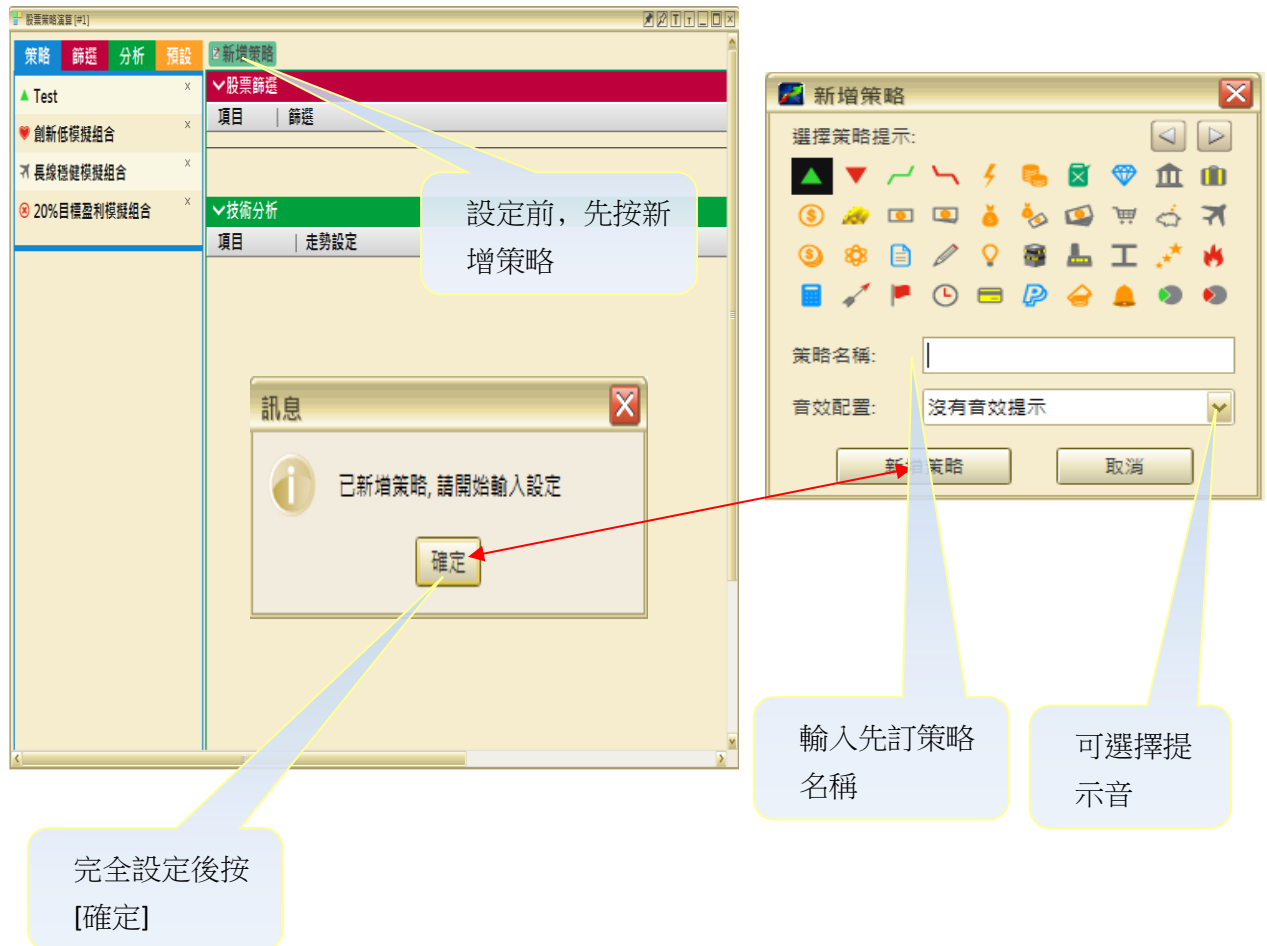 股票策略演算 [#1]
策略 篩選 分析 預設
新增策略
Test x
創新低模擬組合 x
長線穩健模擬組合 x
20%目標盈利模擬組合 x
股票篩選
項目 | 篩選
技術分析
項目 | 走勢設定
設定前，先按新
增策略
訊息
已新增策略, 請開始輸入設定
確定
完全設定後按
[確定]
新增策略
選擇策略提示:
策略名稱:
音效配置: 沒有音效提示
新增策略 取消
輸入先訂策略
名稱
可選擇提
示音